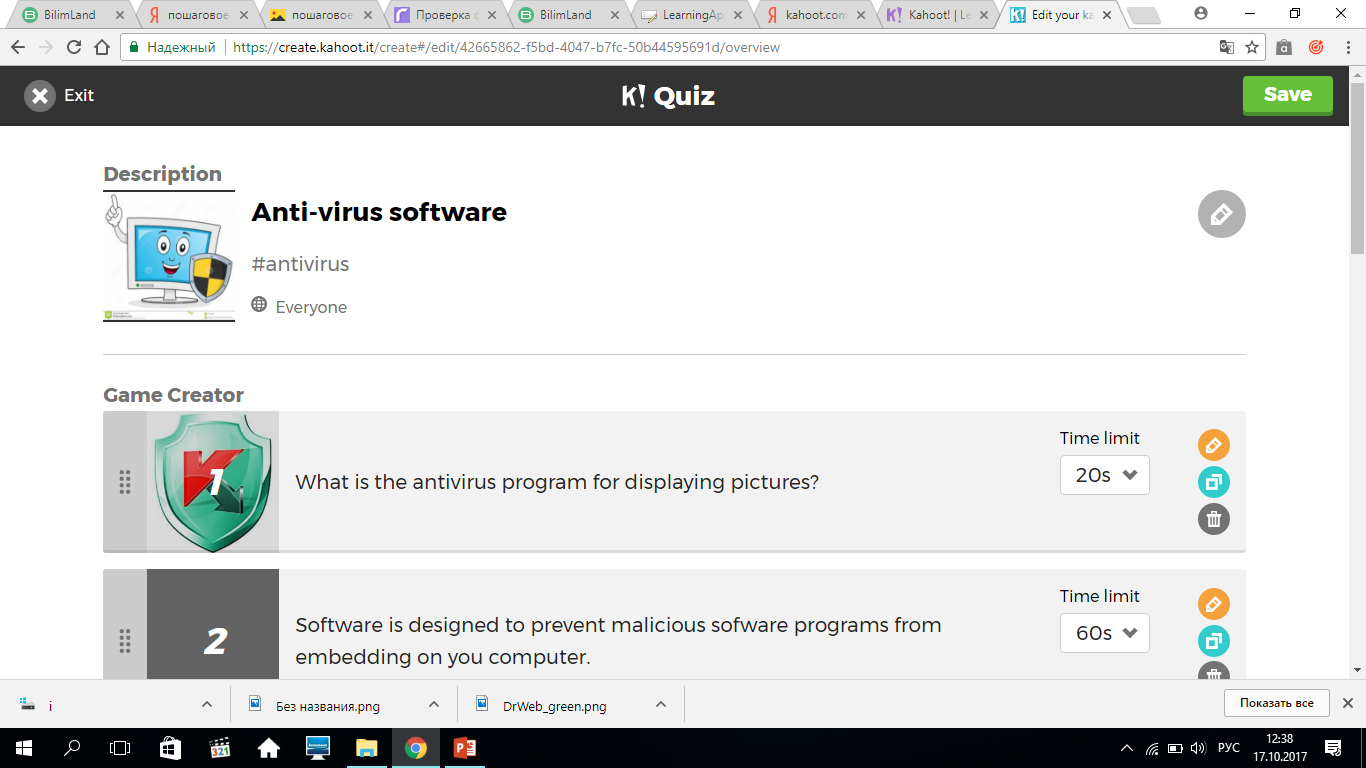 BilimLand
пошаговое
пошаговое
Проверка с
BilimLand
LearningAp
kahoot.com
Kahoot! | Le
Edit your ka
Надежный
https://create.kahoot.it/create#/edit/42665862-f5bd-4047-b7fc-50b44595691d/overview
Exit
K! Quiz
Save
Description
Anti-virus software
#antivirus
Everyone
Game Creator
1
What is the antivirus program for displaying pictures?
Time limit
20s
2
Software is designed to prevent malicious sofware programs from
embedding on you computer.
Time limit
60s
i
Без названия.png
DrWeb_green.png
Показать все
321
РУС
12:38
17.10.2017